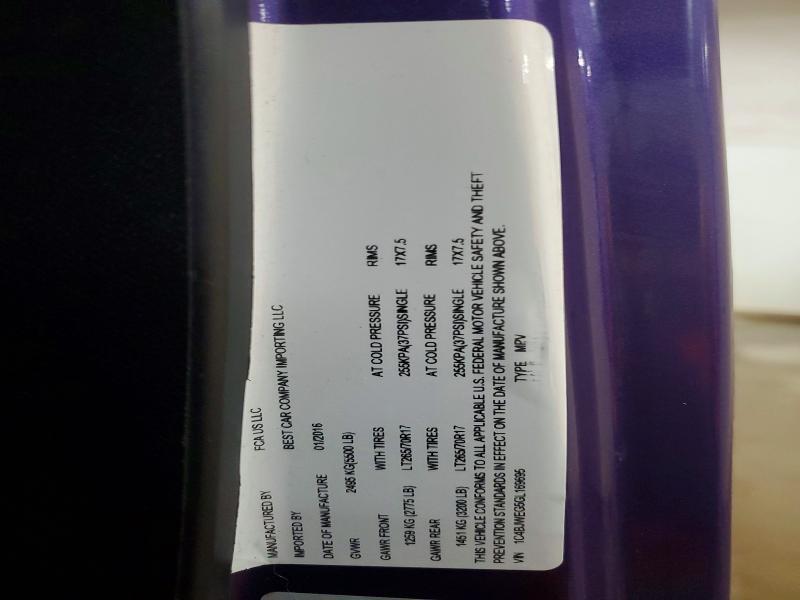 MANUFACTURED BY FCA US LLC
IMPORTED BY BEST CAR COMPANY IMPORTING LLC
DATE OF MANUFACTURE 01/2016
GVWR 2495 KG(5500 LB)
GAWR FRONT WITH TIRES AT COLD PRESSURE RIMS
1259 KG (2775 LB) LT265/70R17 255KPA(37PSI)SINGLE 17X7.5
GAWR REAR WITH TIRES AT COLD PRESSURE RIMS
1451 KG (3200 LB) LT265/70R17 255KPA(37PSI)SINGLE 17X7.5
THIS VEHICLE CONFORMS TO ALL APPLICABLE U.S. FEDERAL MOTOR VEHICLE SAFETY AND THEFT
PREVENTION STANDARDS IN EFFECT ON THE DATE OF MANUFACTURE SHOWN ABOVE.
VIN 1C4BJWEG5GL169695 TYPE MPV